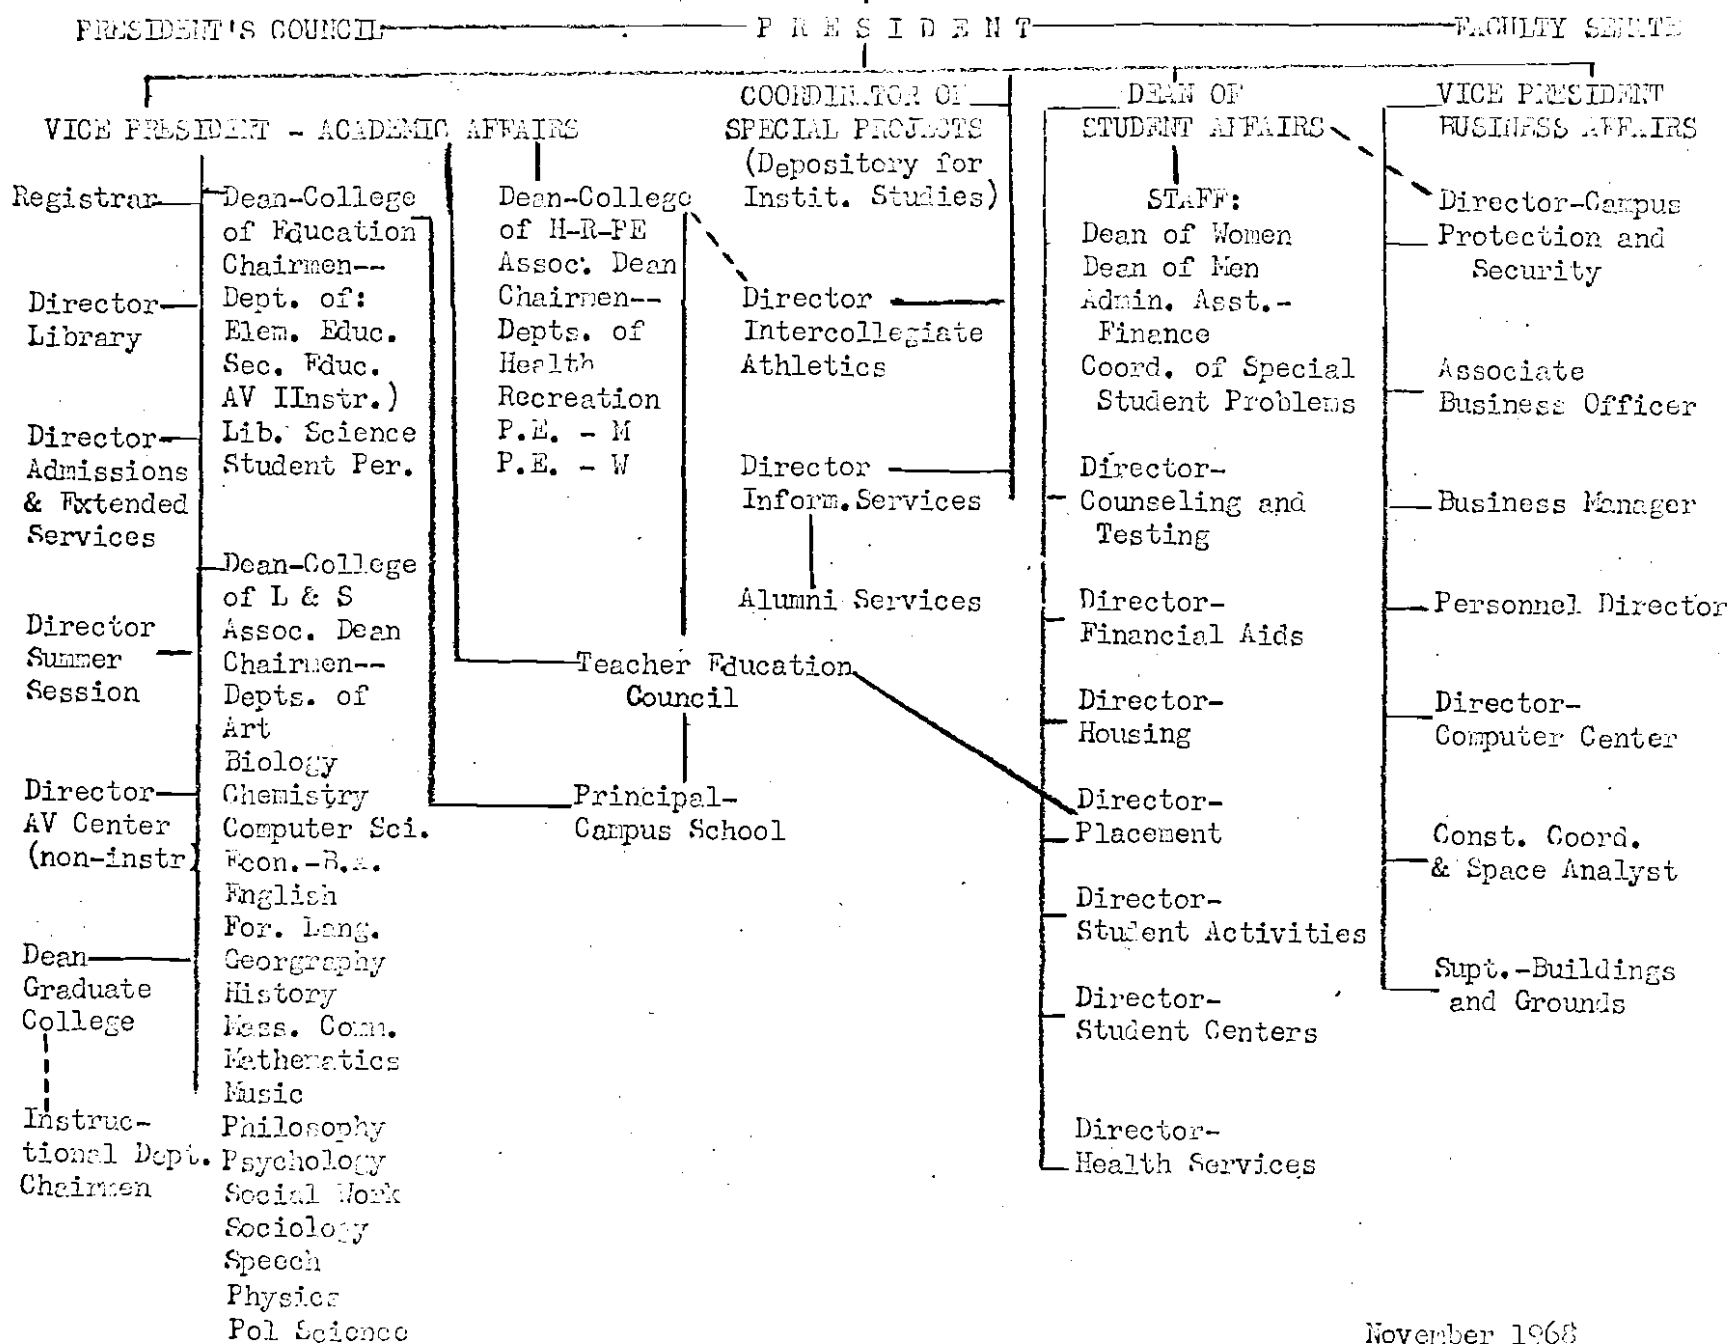 PRESIDENT'S COUNCIL
PRESIDENT
FACULTY SENATE
VICE PRESIDENT - ACADEMIC AFFAIRS
Registrar
Director
Library
Director
Admissions
& Extended
Services
Director
Summer
Session
Director
AV Center
(non-instr)
Dean
Graduate
College
Instruc-
tional Dept.
Chairmen
Dean-College
of Education
Chairmen--
Dept. of:
Elem. Educ.
Sec. Educ.
AV IInstr.)
Lib. Science
Student Per.
Dean-College
of L & S
Assoc. Dean
Chairmen--
Depts. of
Art
Biology
Chemistry
Computer Sci.
Econ.-B.A.
English
For. Lang.
Georgraphy
History
Mass. Comm.
Mathematics
Music
Philosophy
Psychology
Social Work
Sociology
Speech
Physics
Pol Science
Dean-College
of H-R-PE
Assoc. Dean
Chairmen--
Depts. of
Health
Recreation
P.E. - M
P.E. - W
Teacher Education
Council
Principal-
Campus School
COORDINATOR OF
SPECIAL PROJECTS
(Depository for
Instit. Studies)
Director
Intercollegiate
Athletics
Director
Inform.Services
Alumni Services
DEAN OF
STUDENT AFFAIRS
STAFF:
Dean of Women
Dean of Men
Admin. Asst.-
Finance
Coord. of Special
Student Problems
Director-
Counseling and
Testing
Director-
Financial Aids
Director-
Housing
Director-
Placement
Director-
Student Activities
Director-
Student Centers
Director-
Health Services
VICE PRESIDENT
BUSINESS AFFAIRS
Director-Campus
Protection and
Security
Associate
Business Officer
Business Manager
Personnel Director
Director-
Computer Center
Const. Coord.
& Space Analyst
Supt.-Buildings
and Grounds
November 1968